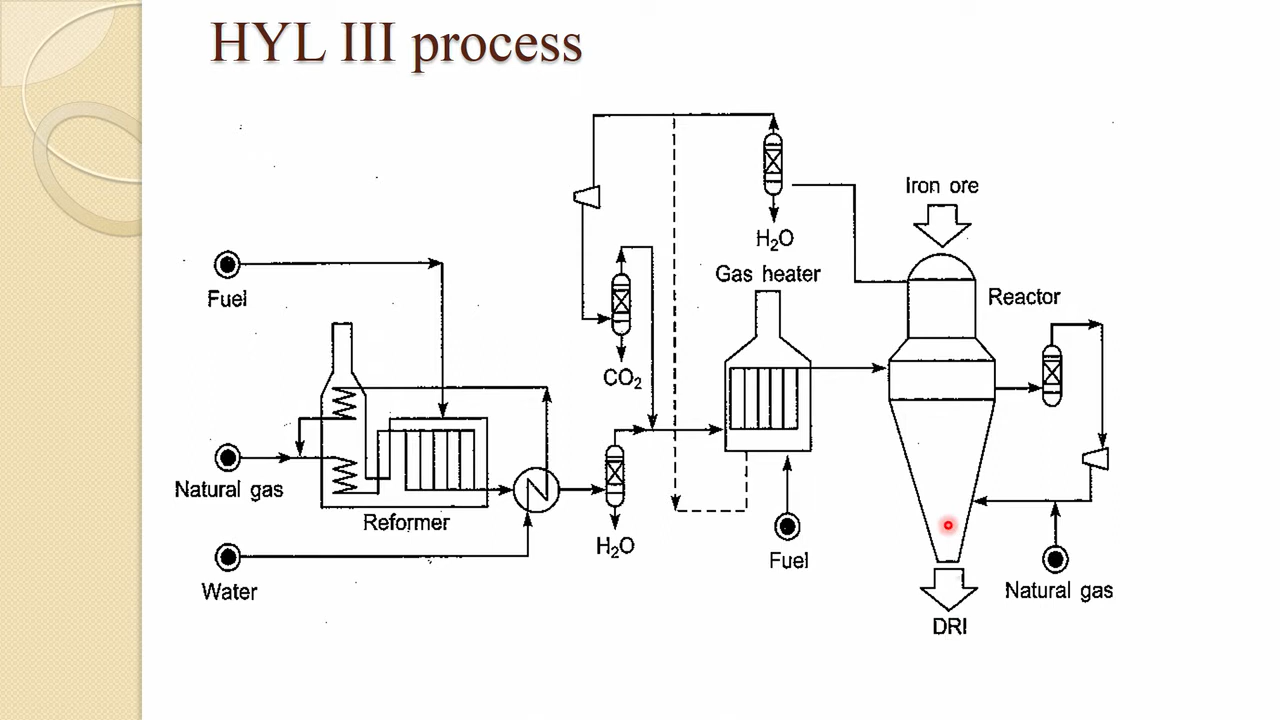 HYL III process
Iron ore
H₂O
Gas heater
Fuel
Reactor
CO₂
Natural gas
Reformer
H₂O
Fuel
Water
Natural gas
DRI